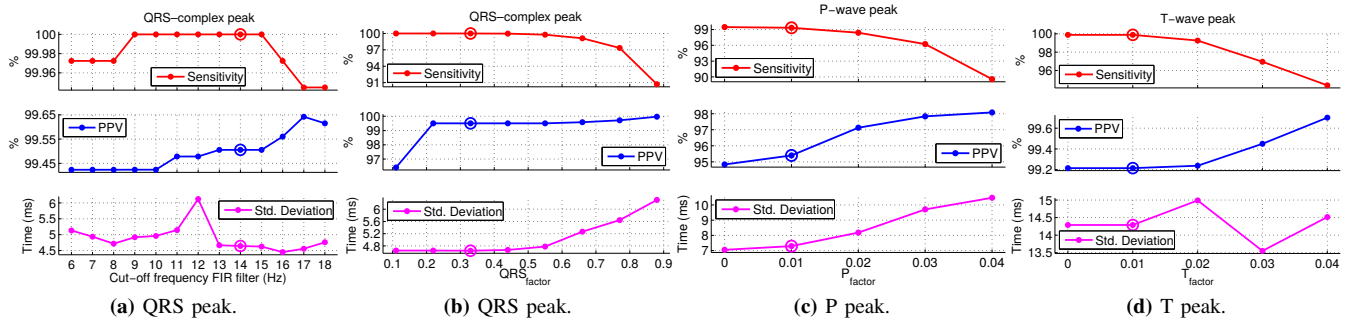 QRS-complex peak
100
99.98
99.96
%
Sensitivity
99.65
99.55
99.45
%
PPV
6
5.5
5
4.5
Time (ms)
Std. Deviation
6 7 8 9 10 11 12 13 14 15 16 17 18
Cut-off frequency FIR filter (Hz)
(a) QRS peak.
QRS-complex peak
100
97
94
91
%
Sensitivity
100
99
97
%
PPV
6
5.4
4.8
Time (ms)
Std. Deviation
0.1 0.2 0.3 0.4 0.5 0.6 0.7 0.8 0.9
QRSfactor
(b) QRS peak.
P-wave peak
99
96
93
90
%
Sensitivity
98
97
96
95
%
PPV
10
9
8
7
Time (ms)
Std. Deviation
0 0.01 0.02 0.03 0.04
Pfactor
(c) P peak.
T-wave peak
100
98
96
%
Sensitivity
99.6
99.4
99.2
%
PPV
15
14.5
14
13.5
Time (ms)
Std. Deviation
0 0.01 0.02 0.03 0.04
Tfactor
(d) T peak.